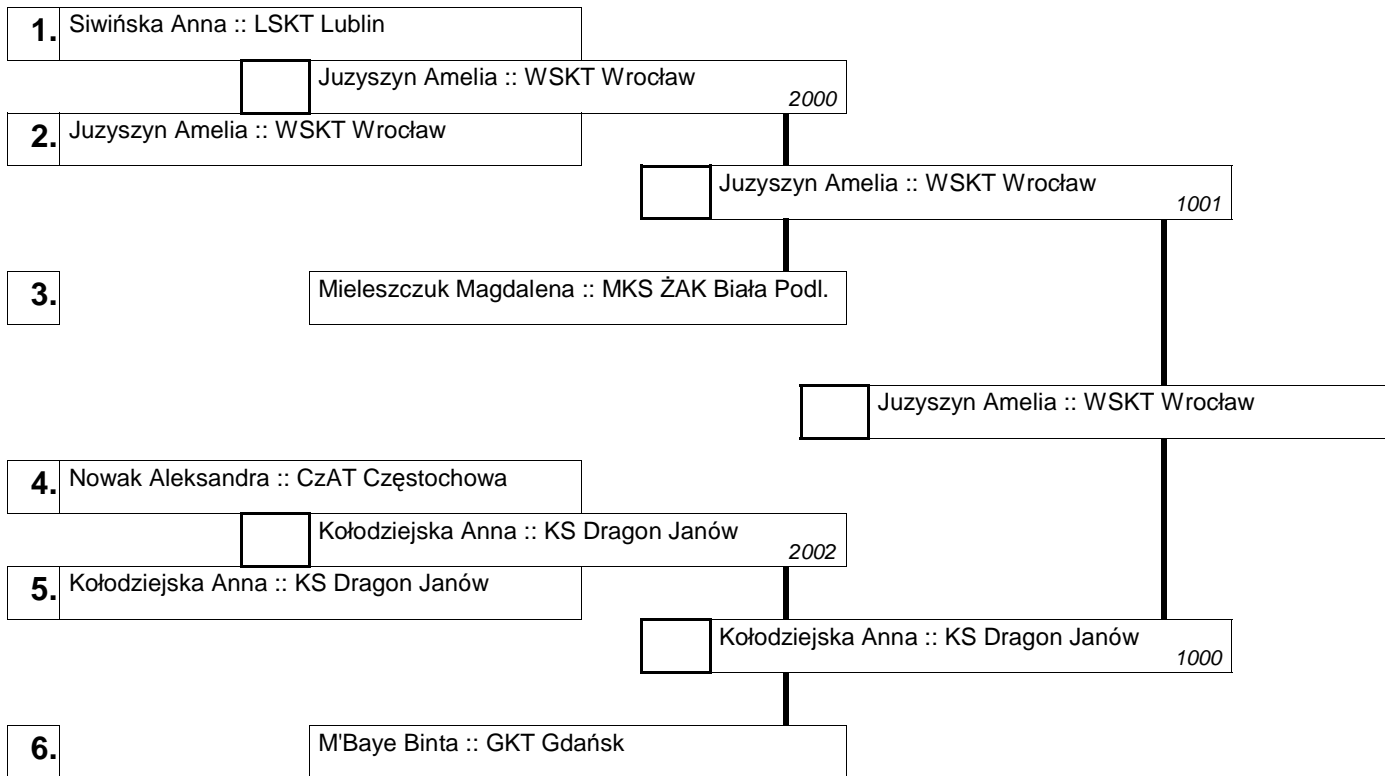 1. Siwińska Anna :: LSKT Lublin
Juzyszyn Amelia :: WSKT Wrocław
2000
2. Juzyszyn Amelia :: WSKT Wrocław
Juzyszyn Amelia :: WSKT Wrocław
1001
3. Mieleszczuk Magdalena :: MKS ŻAK Biała Podl.
Juzyszyn Amelia :: WSKT Wrocław
4. Nowak Aleksandra :: CzAT Częstochowa
Kołodziejska Anna :: KS Dragon Janów
2002
5. Kołodziejska Anna :: KS Dragon Janów
Kołodziejska Anna :: KS Dragon Janów
1000
6. M'Baye Binta :: GKT Gdańsk